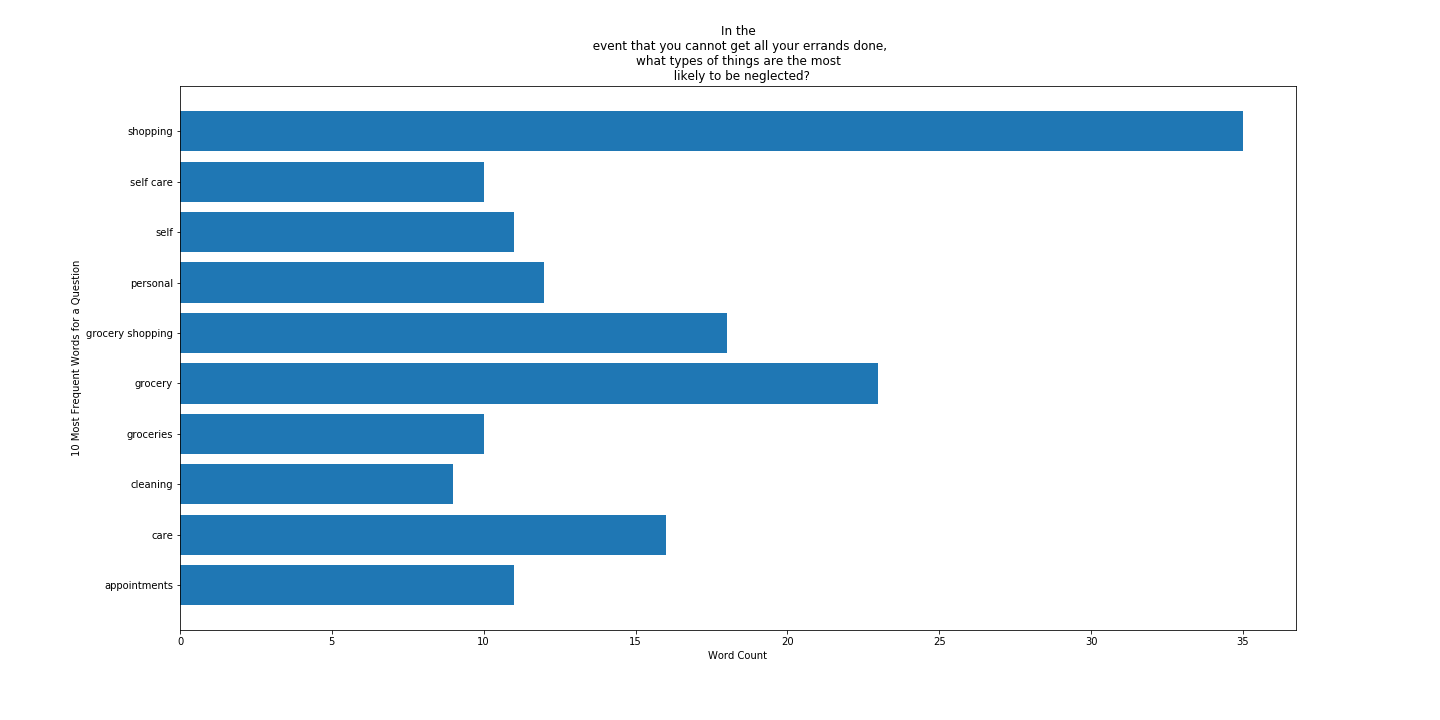 In the
event that you cannot get all your errands done,
what types of things are the most
likely to be neglected?
10 Most Frequent Words for a Question
shopping
self care
self
personal
grocery shopping
grocery
groceries
cleaning
care
appointments
0 5 10 15 20 25 30 35
Word Count